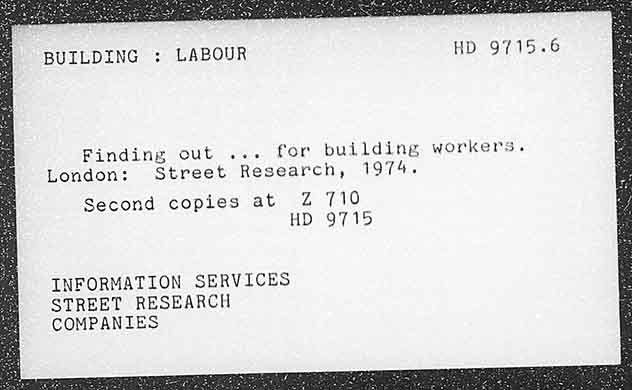 BUILDING : LABOUR HD 9715.6
Finding out ... for building workers.
London: Street Research, 1974.
Second copies at Z 710
HD 9715
INFORMATION SERVICES
STREET RESEARCH
COMPANIES